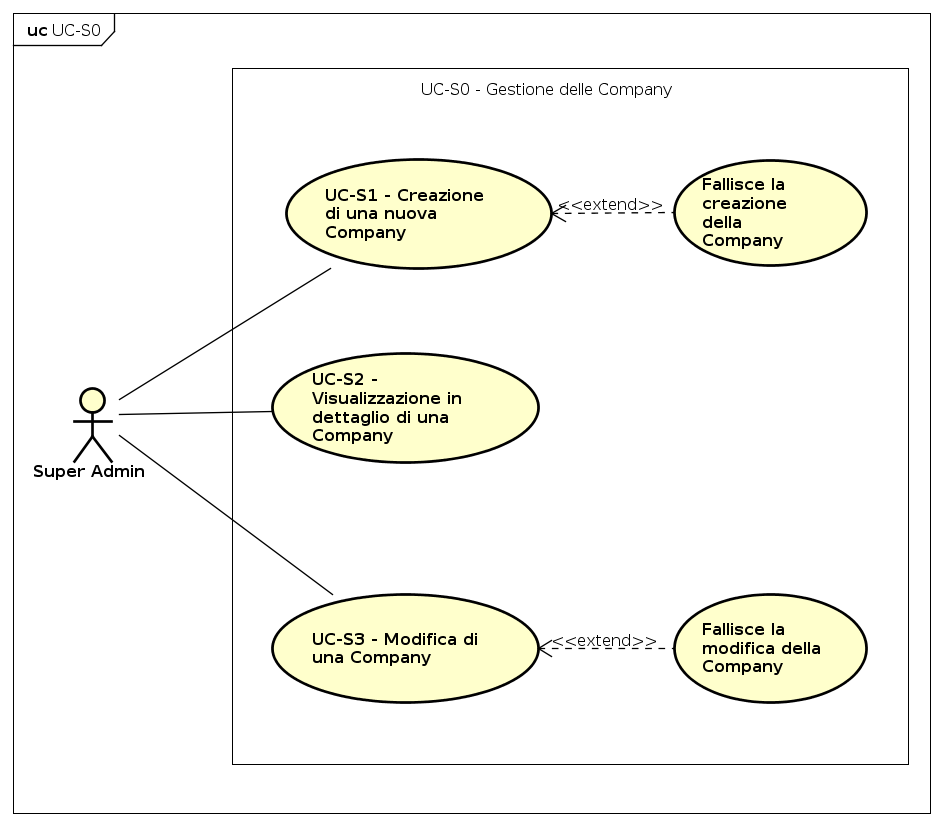 uc UC-S0
UC-S0 - Gestione delle Company
UC-S1 - Creazione
di una nuova
Company
<<extend>>
Fallisce la
creazione
della
Company
UC-S2 -
Visualizzazione in
dettaglio di una
Company
Super Admin
UC-S3 - Modifica di
una Company
<<extend>>
Fallisce la
modifica della
Company